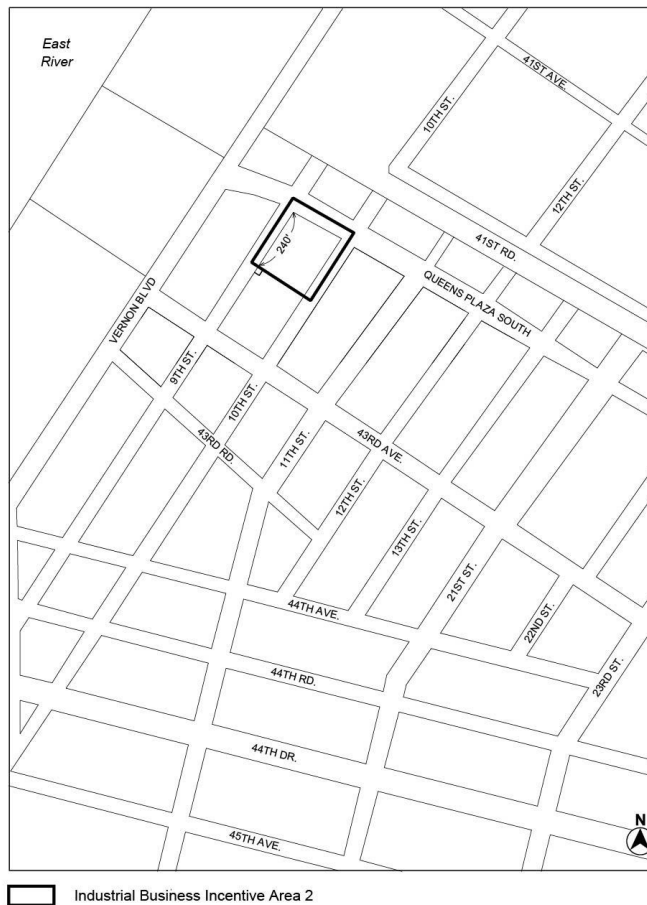 East
River
41ST AVE.
10TH ST.
12TH ST.
41ST RD.
240'
QUEENS PLAZA SOUTH
VERNON BLVD
9TH ST.
10TH ST.
43RD RD.
11TH ST.
43RD AVE.
12TH ST.
13TH ST.
21ST ST.
22ND ST.
23RD ST.
44TH AVE.
44TH RD.
44TH DR.
45TH AVE.
N
Industrial Business Incentive Area 2